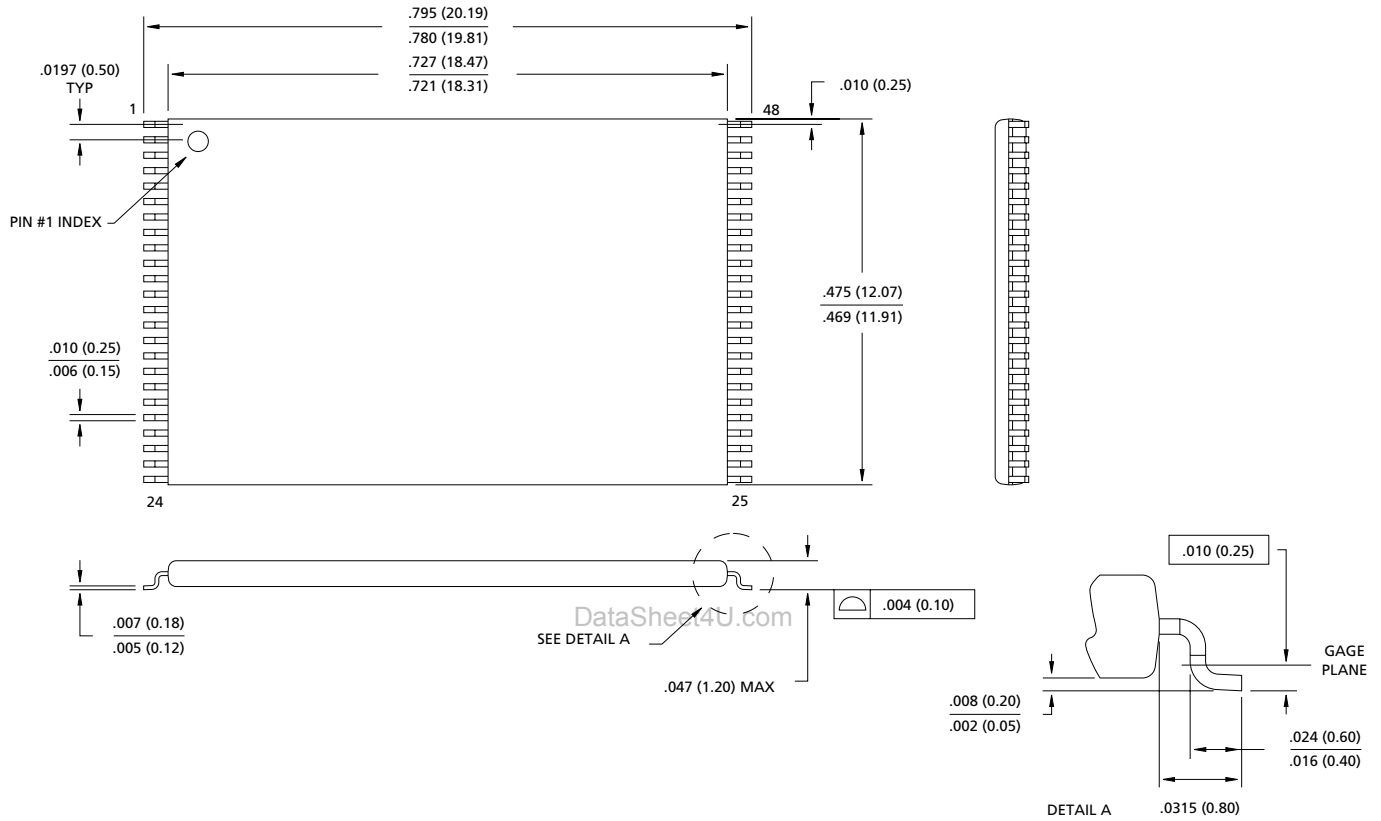 .795 (20.19)
.780 (19.81)
.727 (18.47)
.721 (18.31)
.0197 (0.50)
TYP
.010 (0.25)
1
48
PIN #1 INDEX
.475 (12.07)
.469 (11.91)
.010 (0.25)
.006 (0.15)
24
25
.010 (0.25)
.004 (0.10)
DataSheet4U.com
.007 (0.18)
.005 (0.12)
SEE DETAIL A
GAGE
PLANE
.047 (1.20) MAX
.008 (0.20)
.002 (0.05)
.024 (0.60)
.016 (0.40)
DETAIL A
.0315 (0.80)